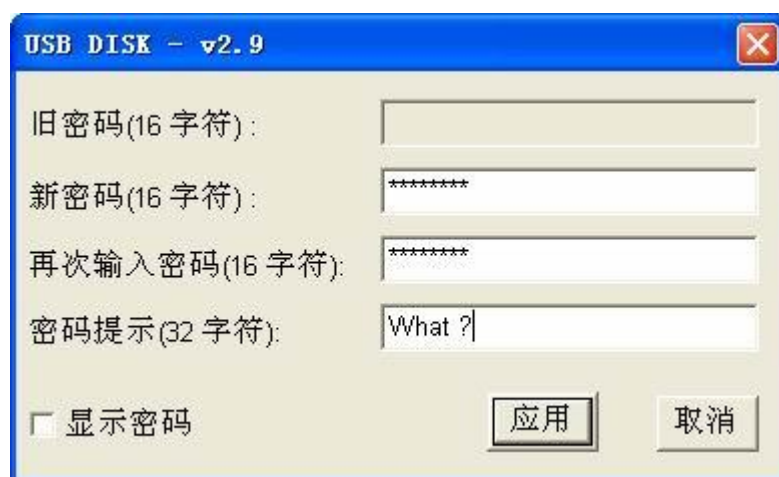 USB DISK - v2.9
旧密码(16 字符) :
新密码(16 字符) : ********
再次输入密码(16 字符): ********
密码提示(32 字符): What ?
显示密码 应用 取消